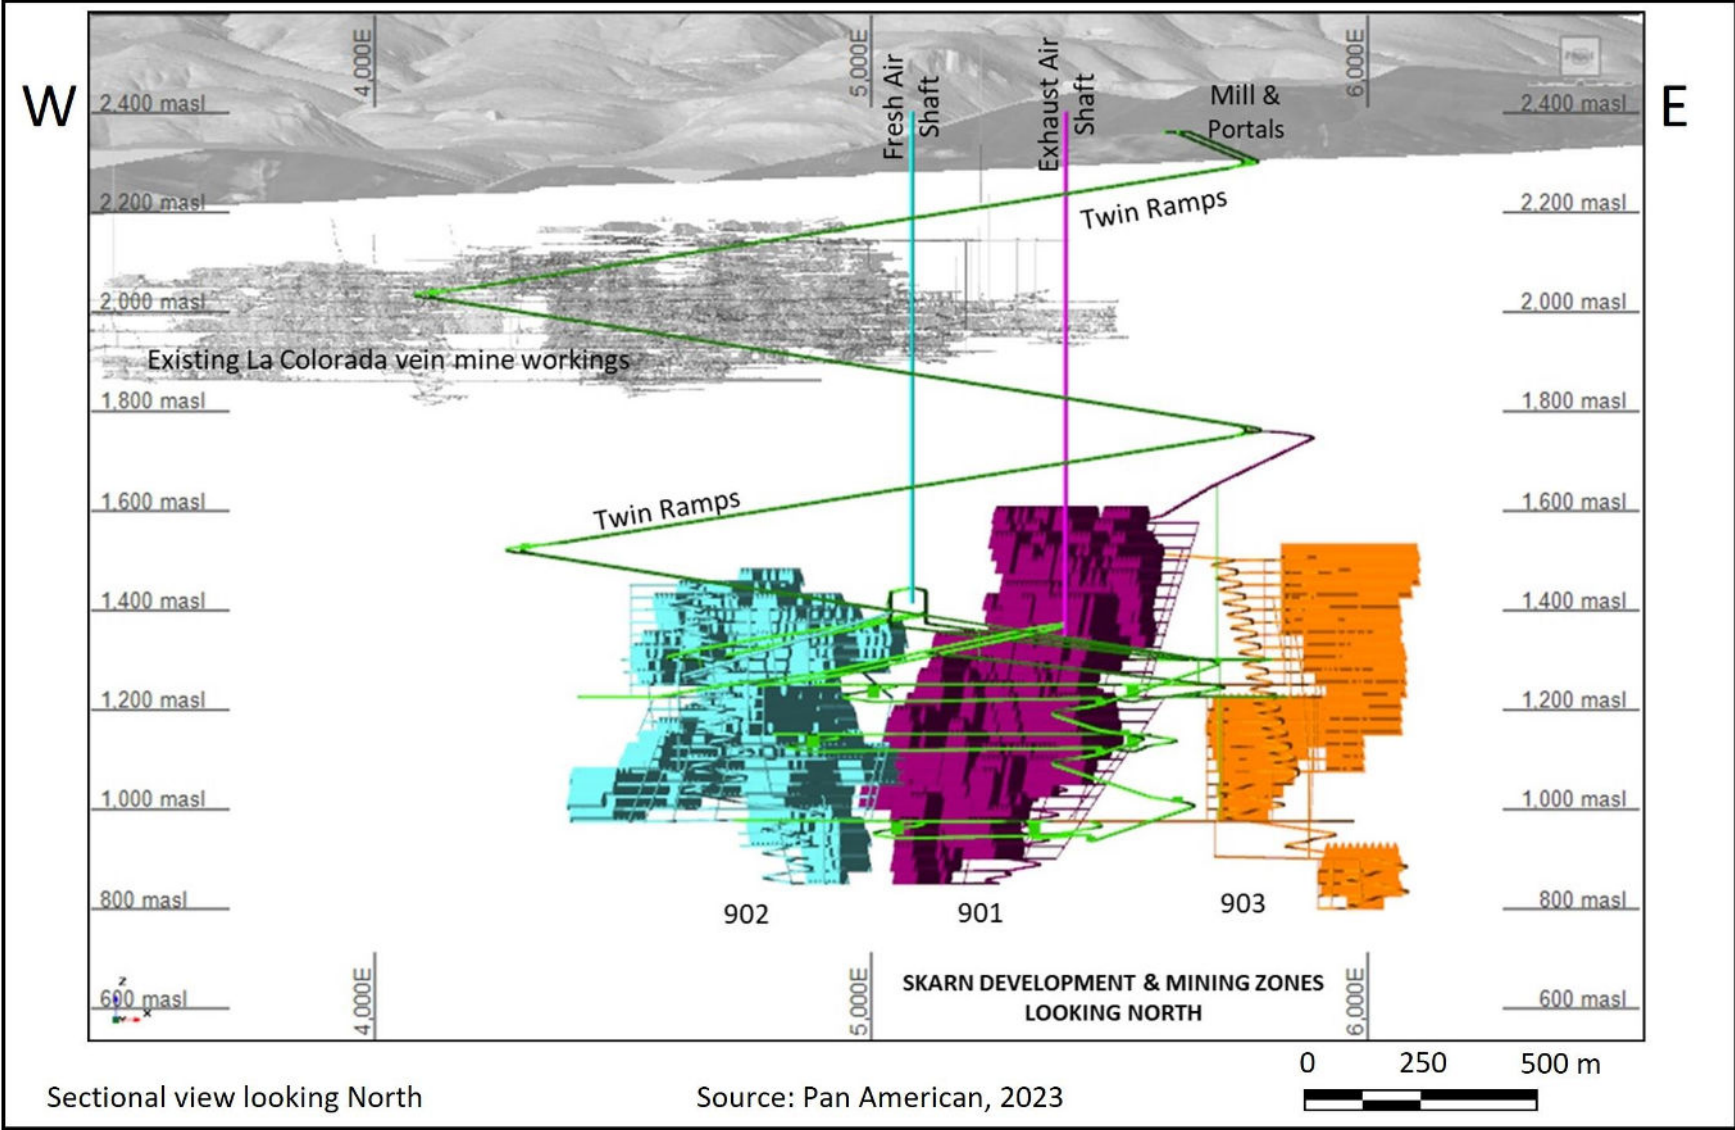 4,000E
5,000E
6,000E
W
E
Fresh Air
Shaft
Exhaust Air
Shaft
Mill &
Portals
2,400 masl
2,400 masl
Twin Ramps
2,200 masl
2,200 masl
2,000 masl
2,000 masl
Existing La Colorada vein mine workings
1,800 masl
1,800 masl
Twin Ramps
1,600 masl
1,600 masl
1,400 masl
1,400 masl
1,200 masl
1,200 masl
1,000 masl
1,000 masl
800 masl
902
901
903
800 masl
SKARN DEVELOPMENT & MINING ZONES
LOOKING NORTH
Z
X
600 masl
600 masl
4,000E
5,000E
6,000E
0 250 500 m
Sectional view looking North
Source: Pan American, 2023